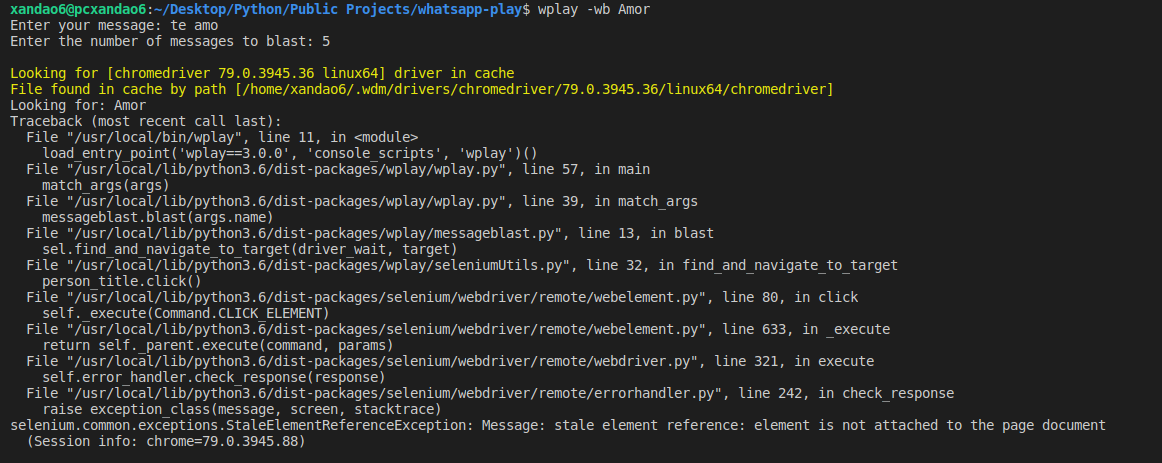 xandao6@pcxandao6:~/Desktop/Python/Public Projects/whatsapp-play$ wplay -wb Amor
Enter your message: te amo
Enter the number of messages to blast: 5

Looking for [chromedriver 79.0.3945.36 linux64] driver in cache
File found in cache by path [/home/xandao6/.wdm/drivers/chromedriver/79.0.3945.36/linux64/chromedriver]
Looking for: Amor
Traceback (most recent call last):
  File "/usr/local/bin/wplay", line 11, in <module>
    load_entry_point('wplay==3.0.0', 'console_scripts', 'wplay')()
  File "/usr/local/lib/python3.6/dist-packages/wplay/wplay.py", line 57, in main
    match_args(args)
  File "/usr/local/lib/python3.6/dist-packages/wplay/wplay.py", line 39, in match_args
    messageblast.blast(args.name)
  File "/usr/local/lib/python3.6/dist-packages/wplay/messageblast.py", line 13, in blast
    sel.find_and_navigate_to_target(driver_wait, target)
  File "/usr/local/lib/python3.6/dist-packages/wplay/seleniumUtils.py", line 32, in find_and_navigate_to_target
    person_title.click()
  File "/usr/local/lib/python3.6/dist-packages/selenium/webdriver/remote/webelement.py", line 80, in click
    self._execute(Command.CLICK_ELEMENT)
  File "/usr/local/lib/python3.6/dist-packages/selenium/webdriver/remote/webelement.py", line 633, in _execute
    return self._parent.execute(command, params)
  File "/usr/local/lib/python3.6/dist-packages/selenium/webdriver/remote/webdriver.py", line 321, in execute
    self.error_handler.check_response(response)
  File "/usr/local/lib/python3.6/dist-packages/selenium/webdriver/remote/errorhandler.py", line 242, in check_response
    raise exception_class(message, screen, stacktrace)
selenium.common.exceptions.StaleElementReferenceException: Message: stale element reference: element is not attached to the page document
  (Session info: chrome=79.0.3945.88)